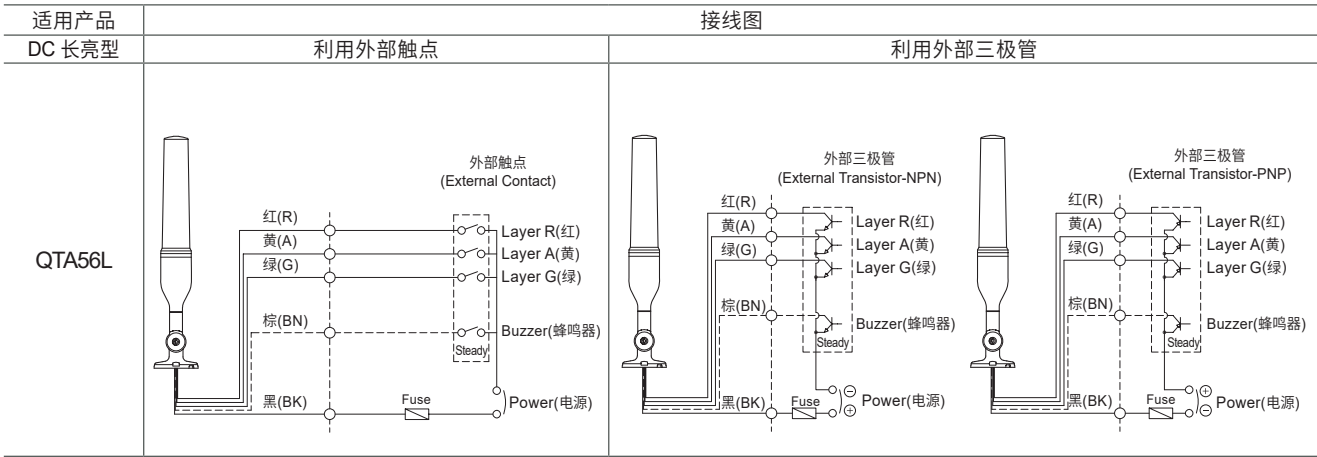 适用产品
接线图
DC 长亮型
利用外部触点
利用外部三极管
QTA56L
外部触点
(External Contact)
红(R)
Layer R(红)
黄(A)
Layer A(黄)
绿(G)
Layer G(绿)
棕(BN)
Buzzer(蜂鸣器)
Steady
黑(BK)
Fuse
Power(电源)
外部三极管
(External Transistor-NPN)
红(R)
Layer R(红)
黄(A)
Layer A(黄)
绿(G)
Layer G(绿)
棕(BN)
Buzzer(蜂鸣器)
Steady
黑(BK)
Fuse
⊖
⊕
Power(电源)
外部三极管
(External Transistor-PNP)
红(R)
Layer R(红)
黄(A)
Layer A(黄)
绿(G)
Layer G(绿)
棕(BN)
Buzzer(蜂鸣器)
Steady
黑(BK)
Fuse
⊕
⊖
Power(电源)